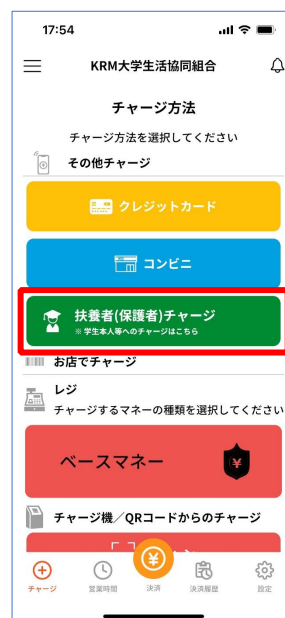 17:54
KRM大学生活協同組合
チャージ方法
チャージ方法を選択してください
その他チャージ
クレジットカード
コンビニ
扶養者(保護者)チャージ
※ 学生本人等へのチャージはこちら
お店でチャージ
レジ
チャージするマネーの種類を選択してください
ベースマネー
チャージ機/QRコードからのチャージ
チャージ
営業時間
決済
決済履歴
設定